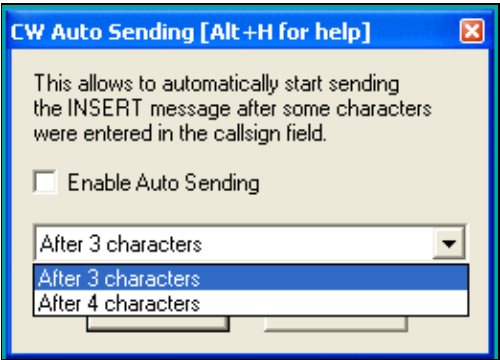 CW Auto Sending [Alt+H for help]
This allows to automatically start sending
the INSERT message after some characters
were entered in the callsign field.
Enable Auto Sending
After 3 characters
After 3 characters
After 4 characters